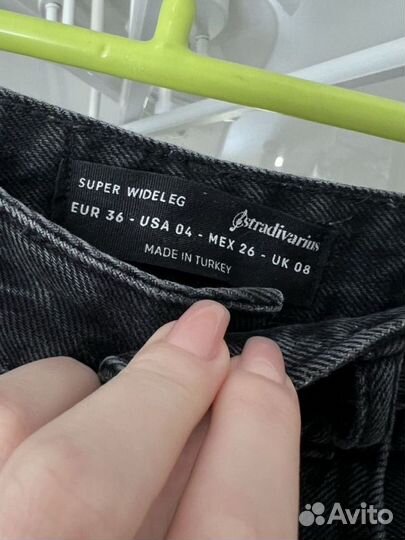 SUPER WIDELEG
stradivarius
EUR 36 - USA 04 - MEX 26 - UK 08
MADE IN TURKEY
Avito